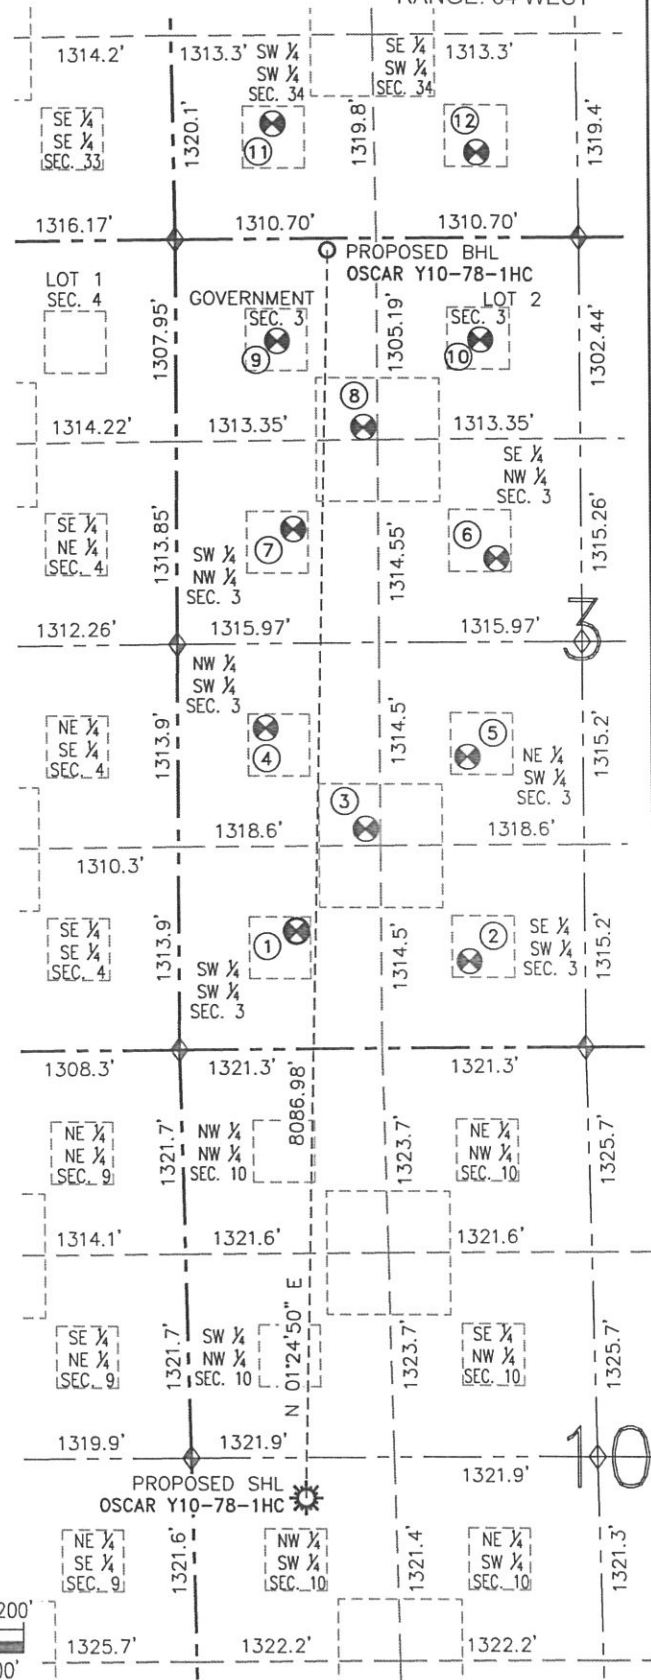 RANGE: 64 WEST
1314.2' 1313.3' SW ¼ SE ¼ 1313.3'
SW ¼ SW ¼
SEC. 34 SEC. 34
SE ¼
SE ¼
SEC. 33
1320.1'
11
1319.8'
12
1319.4'
1316.17' 1310.70' 1310.70'
PROPOSED BHL
OSCAR Y10-78-1HC
LOT 1
SEC. 4
GOVERNMENT LOT 2
SEC. 3 SEC. 3
1307.95'
9
1305.19'
10
1302.44'
8
1314.22' 1313.35' 1313.35'
SE ¼
NW ¼
SEC. 3
SE ¼
NE ¼
SEC. 4
1313.85'
SW ¼
NW ¼
SEC. 3
7
1314.55'
6
1315.26'
1312.26' 1315.97' 1315.97'
3
NW ¼
SW ¼
SEC. 3
NE ¼
SE ¼
SEC. 4
1313.9'
4
1314.5'
5
NE ¼
SW ¼
SEC. 3
1315.2'
3
1318.6' 1318.6'
1310.3'
SE ¼
SE ¼
SEC. 4
1313.9'
1
SW ¼
SW ¼
SEC. 3
1314.5'
2
SE ¼
SW ¼
SEC. 3
1315.2'
1308.3' 1321.3' 1321.3'
8086.98'
NE ¼
NE ¼
SEC. 9
1321.7'
NW ¼
NW ¼
SEC. 10
1323.7'
NE ¼
NW ¼
SEC. 10
1325.7'
1314.1' 1321.6' 1321.6'
N 01°24'50" E
SE ¼
NE ¼
SEC. 9
1321.7'
SW ¼
NW ¼
SEC. 10
1323.7'
SE ¼
NW ¼
SEC. 10
1325.7'
1319.9' 1321.9' 1321.9'
10
PROPOSED SHL
OSCAR Y10-78-1HC
NE ¼
SE ¼
SEC. 9
1321.6'
NW ¼
SW ¼
SEC. 10
1321.4'
NE ¼
SW ¼
SEC. 10
1321.3'
200'
1325.7' 1322.2' 1322.2'
00'